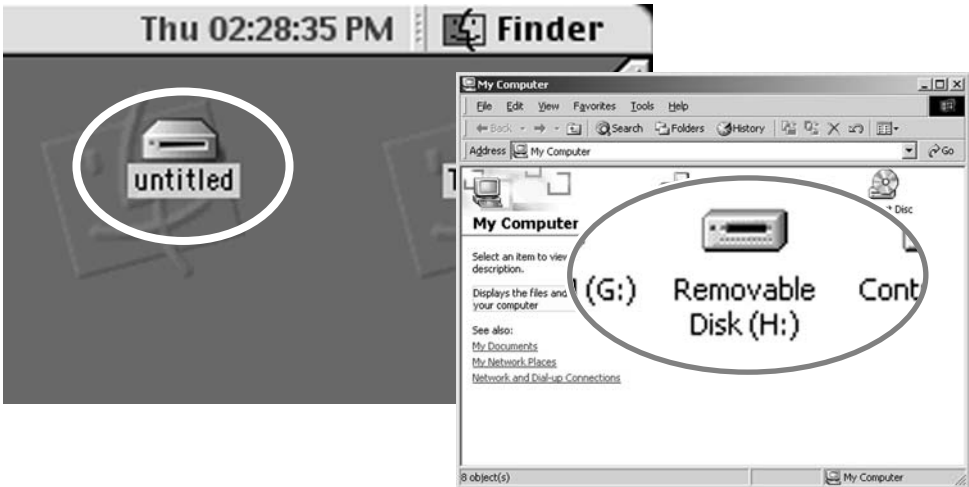 Thu 02:28:35 PM Finder
untitled
My Computer
File Edit View Favorites Tools Help
Back Search Folders History
Address My Computer Go
My Computer
Disc
Select an item to view
description.
Displays the files and
your computer
See also:
My Documents
My Network Places
Network and Dial-up Connections
(G:) Removable Cont
Disk (H:)
8 object(s) My Computer